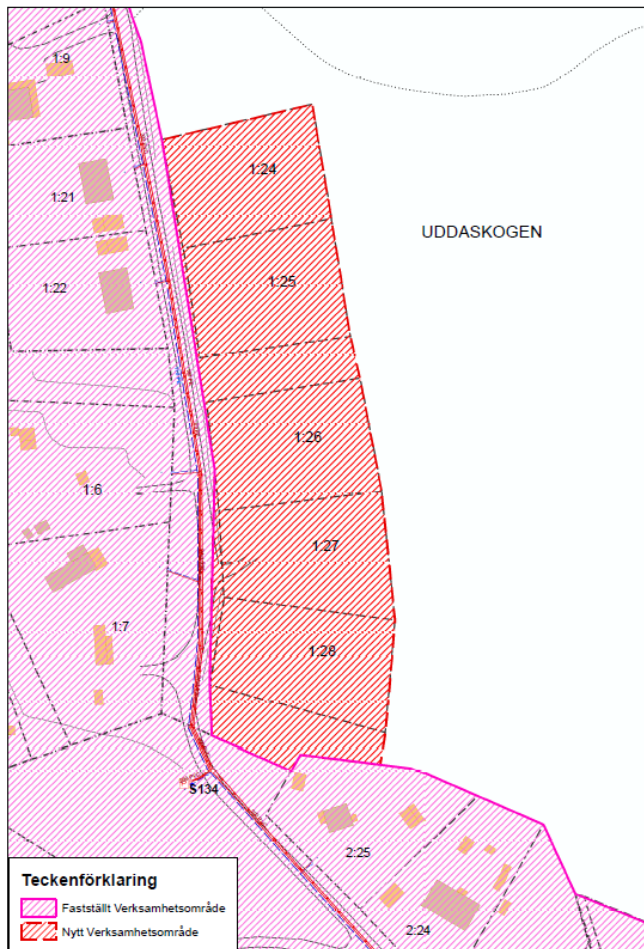 1:9
1:24
1:21
UDDASKOGEN
1:25
1:22
1:26
1:6
1:27
1:7
1:28
S134
2:25
2:24
Teckenförklaring
Fastställt Verksamhetsområde
Nytt Verksamhetsområde